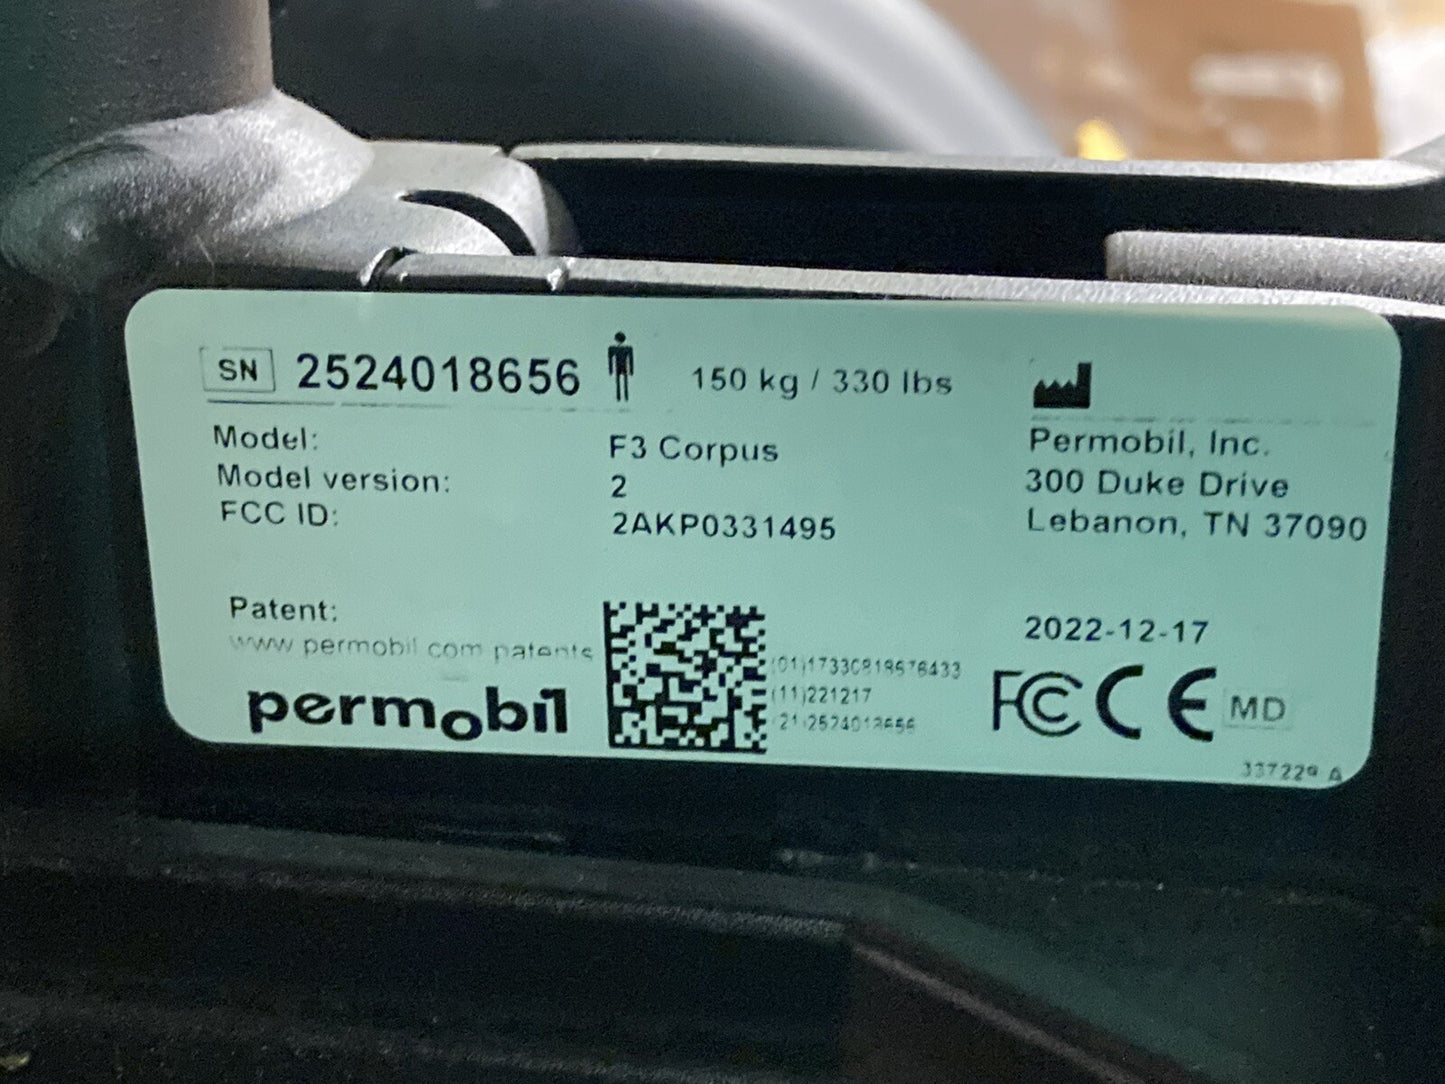 SN 2524018656 150 kg / 330 lbs
Model: F3 Corpus
Model version: 2
FCC ID: 2AKP0331495
Permobil, Inc.
300 Duke Drive
Lebanon, TN 37090
Patent:
www permobil com patents
permobil
(11)221217
2022-12-17
FC CE MD
337229 A